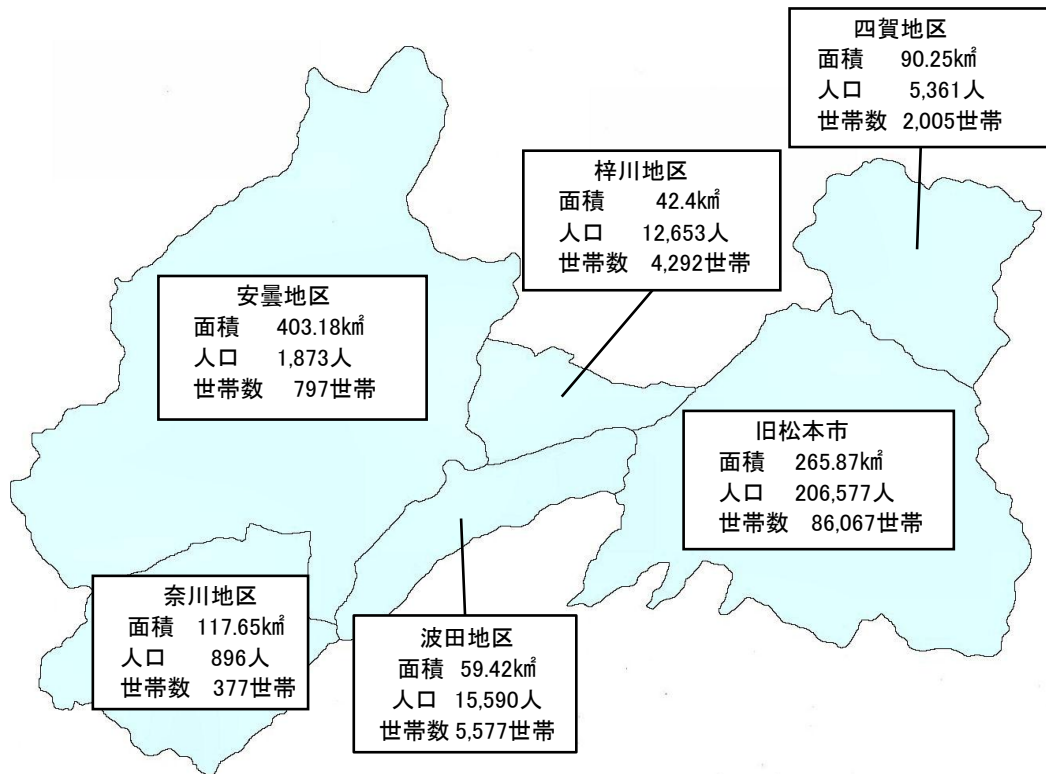 四賀地区
面積 90.25k㎡
人口 5,361人
世帯数 2,005世帯
梓川地区
面積 42.4k㎡
人口 12,653人
世帯数 4,292世帯
安曇地区
面積 403.18k㎡
人口 1,873人
世帯数 797世帯
旧松本市
面積 265.87k㎡
人口 206,577人
世帯数 86,067世帯
奈川地区
面積 117.65k㎡
人口 896人
世帯数 377世帯
波田地区
面積 59.42k㎡
人口 15,590人
世帯数 5,577世帯